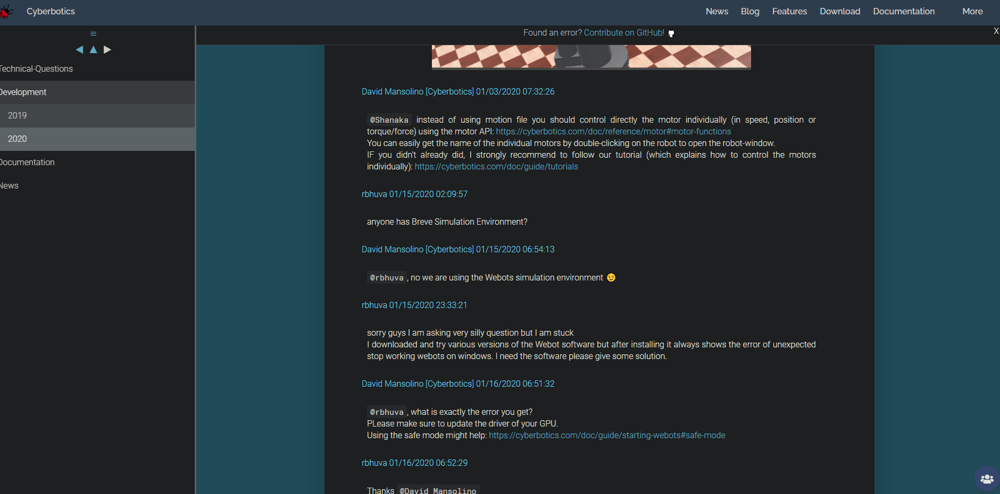 Cyberbotics
News Blog Features Download Documentation More
Found an error? Contribute on GitHub!
X
Technical-Questions
Development
2019
2020
Documentation
News
David Mansolino [Cyberbotics] 01/03/2020 07:32:26
@Shanaka instead of using motion file you should control directly the motor individually (in speed, position or
torque/force) using the motor API: https://cyberbotics.com/doc/reference/motor#motor-functions
You can easily get the name of the individual motors by double-clicking on the robot to open the robot-window.
IF you didn't already did, I strongly recommend to follow our tutorial (which explains how to control the motors
individually): https://cyberbotics.com/doc/guide/tutorials
rbhuva 01/15/2020 02:09:57
anyone has Breve Simulation Environment?
David Mansolino [Cyberbotics] 01/15/2020 06:54:13
@rbhuva, no we are using the Webots simulation environment 😉
rbhuva 01/15/2020 23:33:21
sorry guys I am asking very silly question but I am stuck
I downloaded and try various versions of the Webot software but after installing it always shows the error of unexpected
stop working webots on windows. I need the software please give some solution.
David Mansolino [Cyberbotics] 01/16/2020 06:51:32
@rbhuva, what is exactly the error you get?
PLease make sure to update the driver of your GPU.
Using the safe mode might help: https://cyberbotics.com/doc/guide/starting-webots#safe-mode
rbhuva 01/16/2020 06:52:29
Thanks @David Mansolino